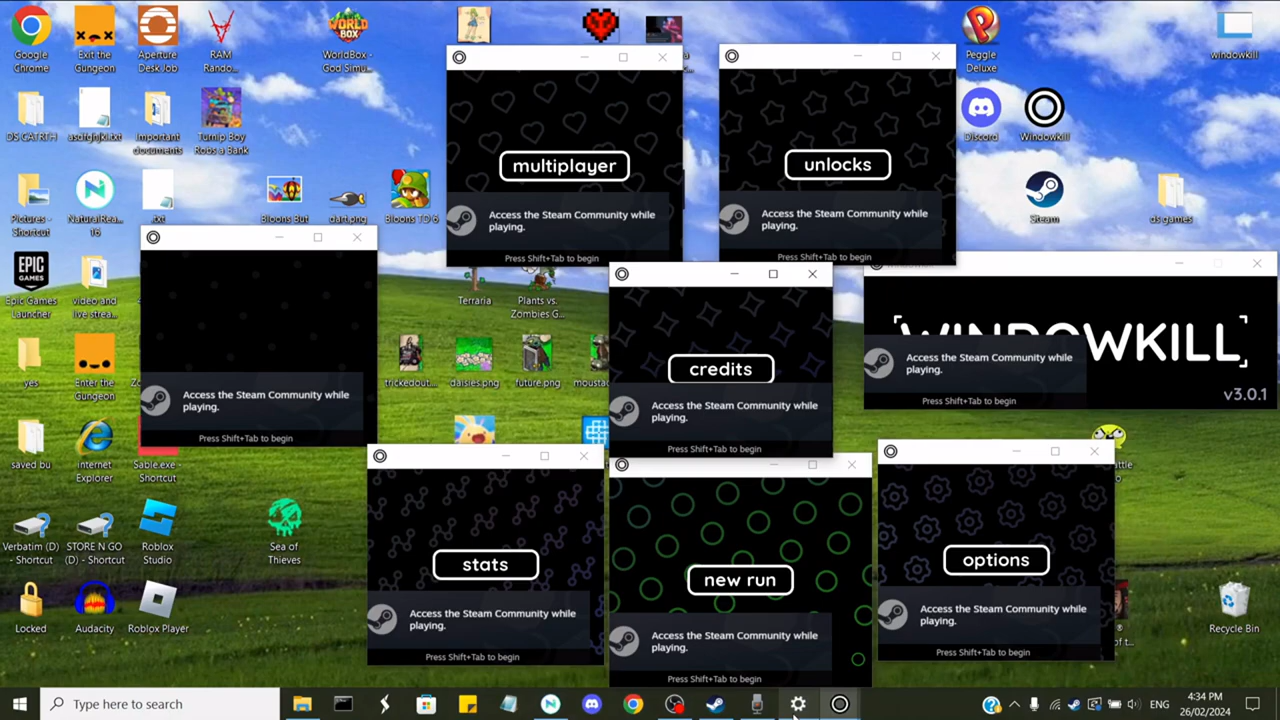 Google
Chrome
Exit the
Gungeon
Aperture
Desk Job
RAM
Rando...
WorldBox -
God Simu...
Peggle
Deluxe
windowkill
DS CAT.RTH
asdfghjkl.txt
Important
documents
Turnip Boy
Robs a Bank
Discord
Windowkill
Pictures -
Shortcut
NaturalRea...
16
.txt
Bloons But
dart.png
Bloons TD 6
Steam
ds games
multiplayer
Access the Steam Community while
playing.
Press Shift+Tab to begin
unlocks
Access the Steam Community while
playing.
Press Shift+Tab to begin
Access the Steam Community while
playing.
Press Shift+Tab to begin
EPIC
GAMES
Epic Games
Launcher
video and
live strea...
Terraria
Plants vs.
Zombies G...
credits
Access the Steam Community while
playing.
Press Shift+Tab to begin
WINDOWKILL
Access the Steam Community while
playing.
v3.0.1
Press Shift+Tab to begin
yes
Enter the
Gungeon
trickedout...
daisies.png
future.png
saved bu
internet
Explorer
Sable.exe -
Shortcut
stats
Access the Steam Community while
playing.
Press Shift+Tab to begin
new run
Access the Steam Community while
playing.
Press Shift+Tab to begin
options
Access the Steam Community while
playing.
Press Shift+Tab to begin
Verbatim (D)
- Shortcut
STORE N GO
(D) - Shortcut
Roblox
Studio
Sea of
Thieves
Locked
Audacity
Roblox Player
Recycle Bin
Type here to search
ENG
4:34 PM
26/02/2024